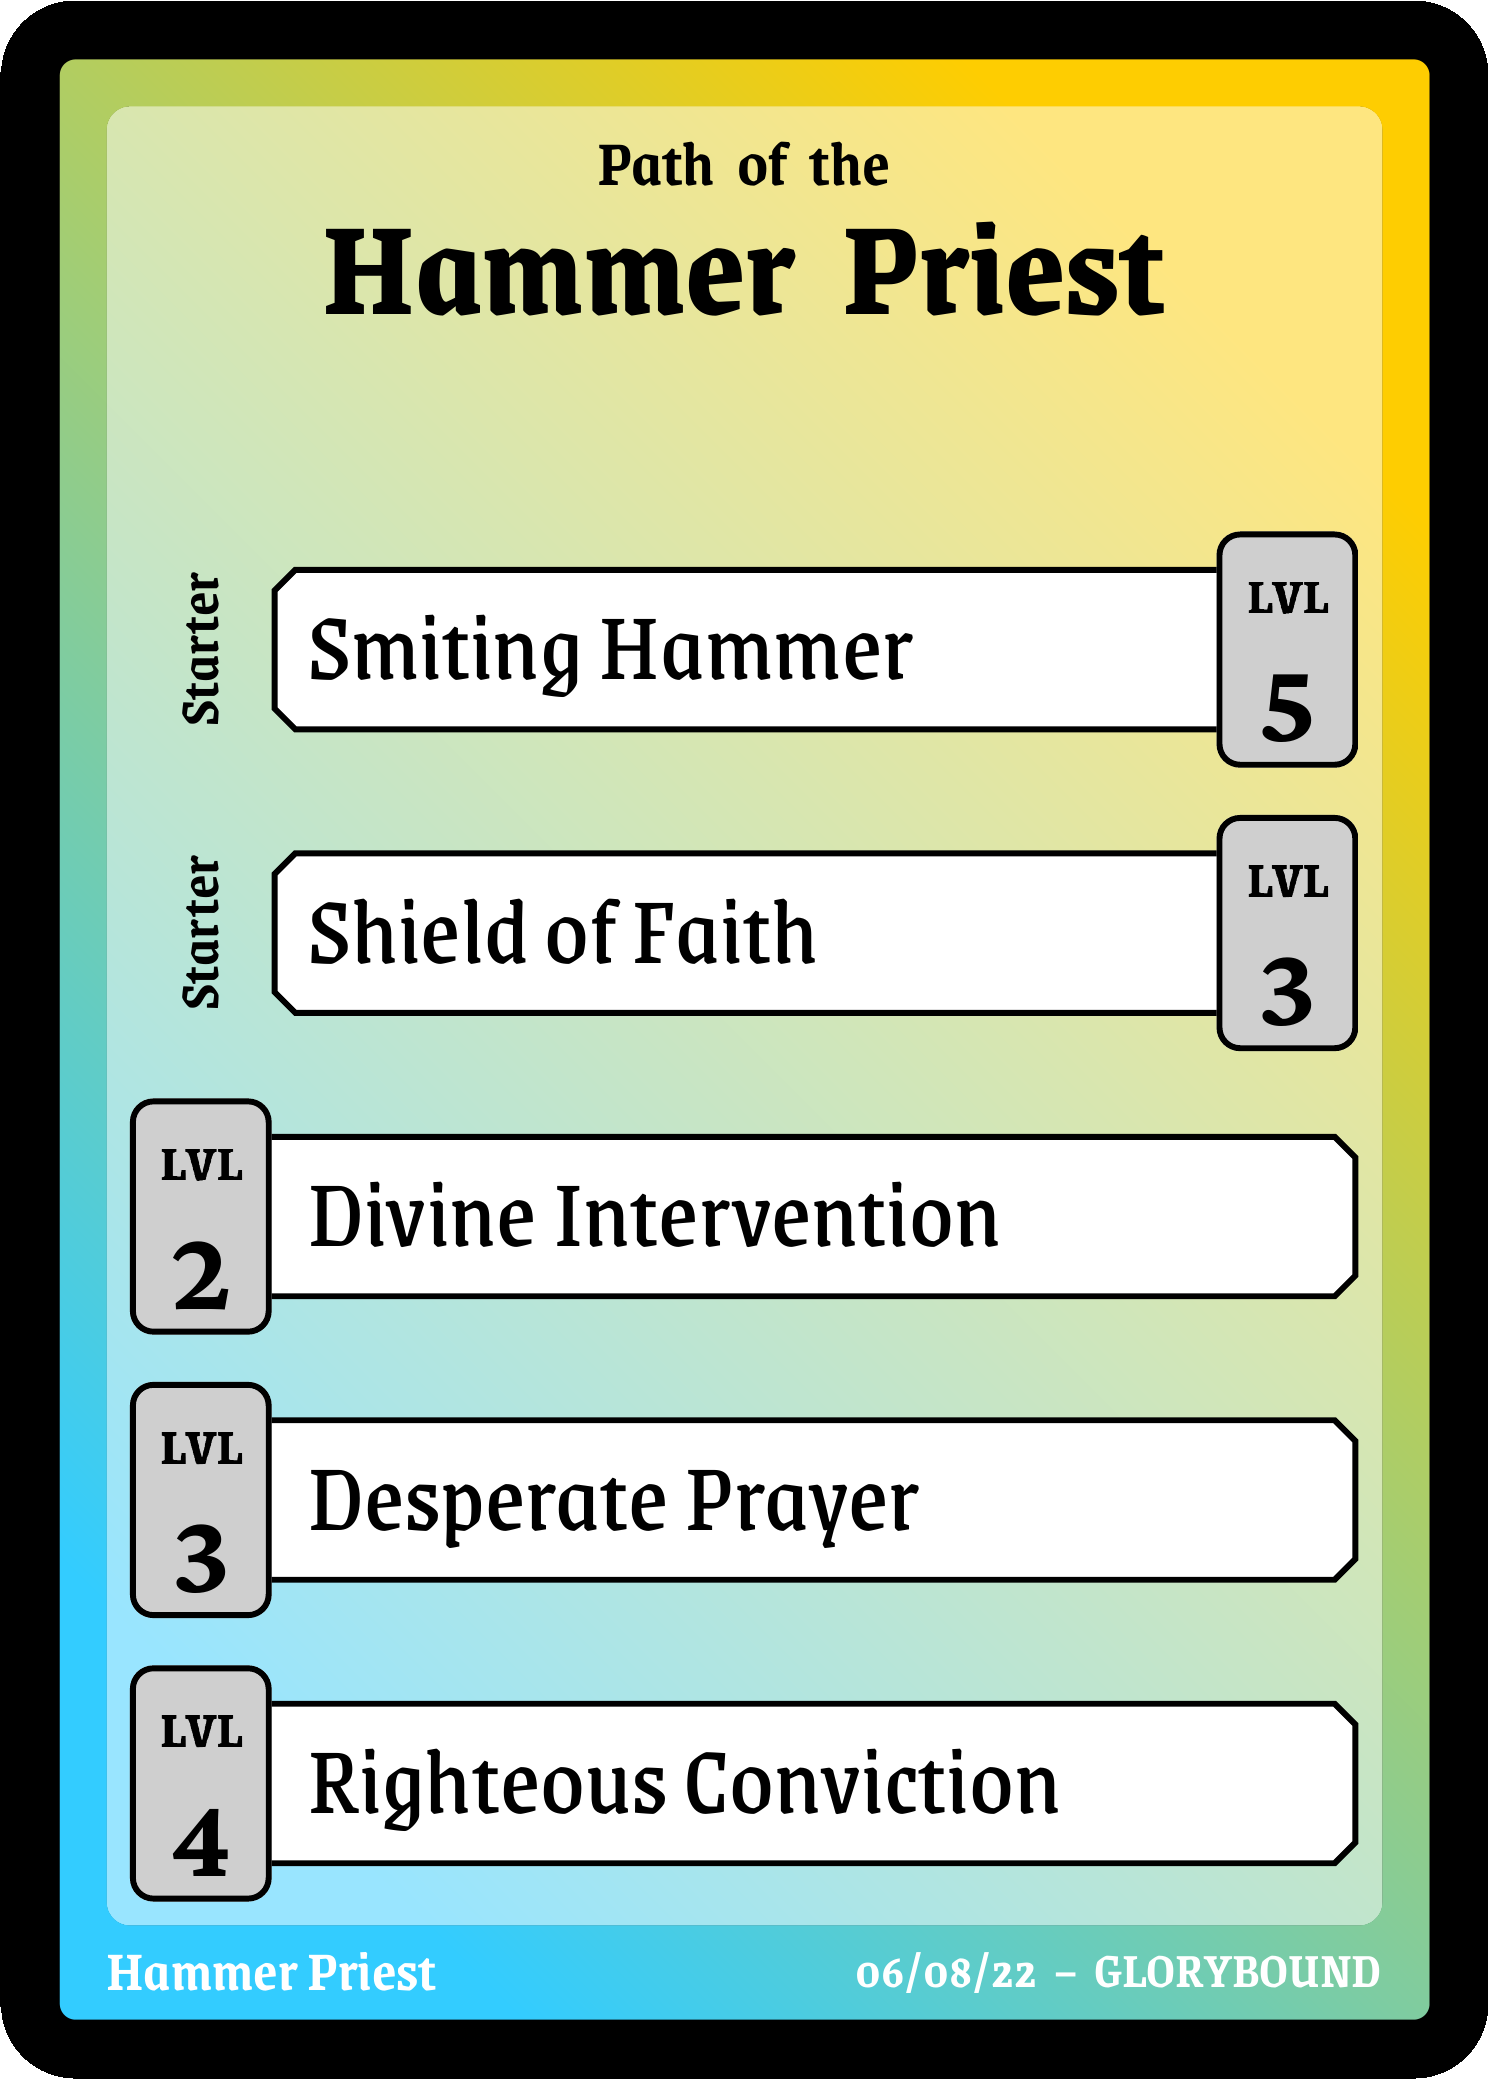 Path of the
Hammer Priest
Starter
Smiting Hammer
LVL
5
Starter
Shield of Faith
LVL
3
LVL
2
Divine Intervention
LVL
3
Desperate Prayer
LVL
4
Righteous Conviction
Hammer Priest
06/08/22 – GLORYBOUND